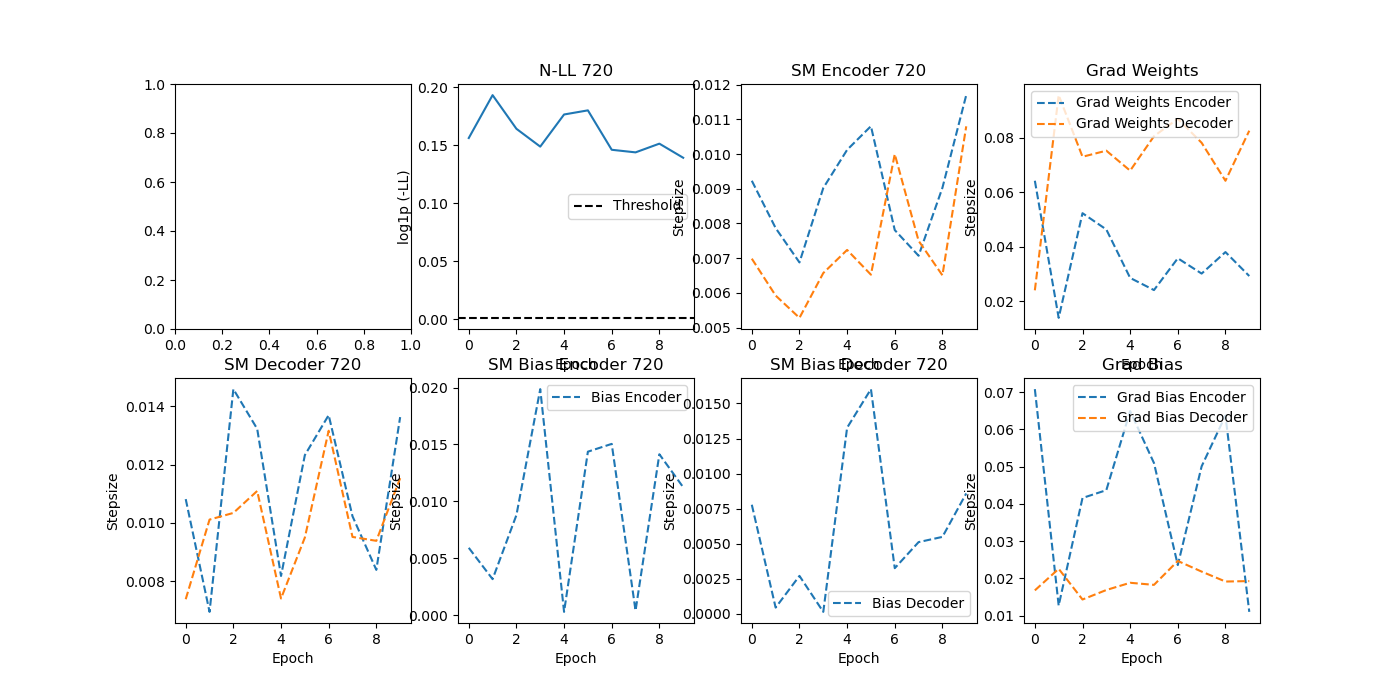 1.0
0.8
0.6
0.4
0.2
0.0
0.0 0.2 0.4 0.6 0.8 1.0
N-LL 720
log1p (-LL)
0.20
0.15
0.10
0.05
0.00
Threshold
0 2 4 6 8
Epoch
SM Encoder 720
Stepsize
0.012
0.011
0.010
0.009
0.008
0.007
0.006
0.005
0 2 4 6 8
Epoch
Grad Weights
Stepsize
0.08
0.06
0.04
0.02
Grad Weights Encoder
Grad Weights Decoder
0 2 4 6 8
Epoch
SM Decoder 720
Stepsize
0.014
0.012
0.010
0.008
0 2 4 6 8
Epoch
SM Bias Encoder 720
Stepsize
0.020
0.015
0.010
0.005
0.000
Bias Encoder
0 2 4 6 8
Epoch
SM Bias Decoder 720
Stepsize
0.0150
0.0125
0.0100
0.0075
0.0050
0.0025
0.0000
Bias Decoder
0 2 4 6 8
Epoch
Grad Bias
Stepsize
0.07
0.06
0.05
0.04
0.03
0.02
0.01
Grad Bias Encoder
Grad Bias Decoder
0 2 4 6 8
Epoch